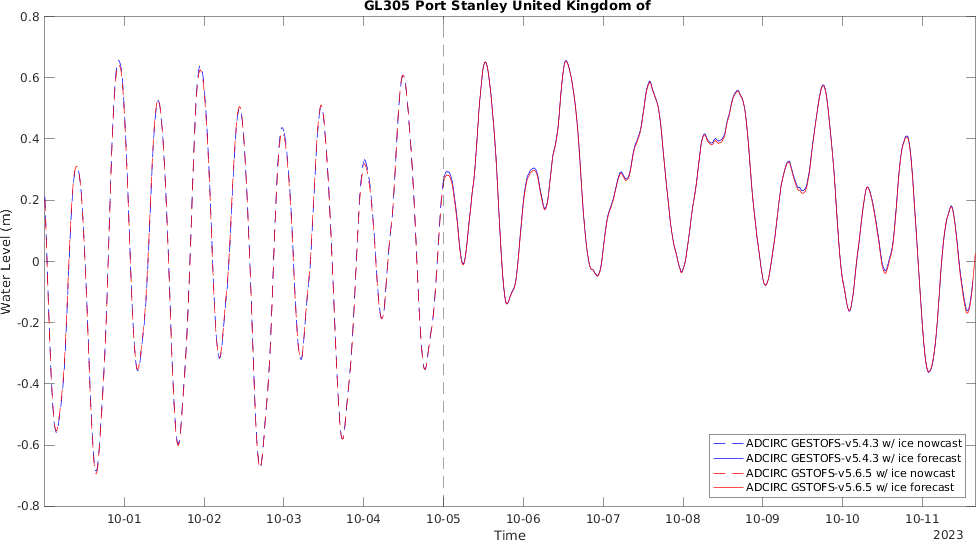 GL305 Port Stanley United Kingdom of
0.8
0.6
0.4
0.2
0
-0.2
-0.4
-0.6
-0.8
Water Level (m)
ADCIRC GESTOFS-v5.4.3 w/ ice nowcast
ADCIRC GESTOFS-v5.4.3 w/ ice forecast
ADCIRC GSTOFS-v5.6.5 w/ ice nowcast
ADCIRC GSTOFS-v5.6.5 w/ ice forecast
10-01 10-02 10-03 10-04 10-05 10-06 10-07 10-08 10-09 10-10 10-11
Time
2023